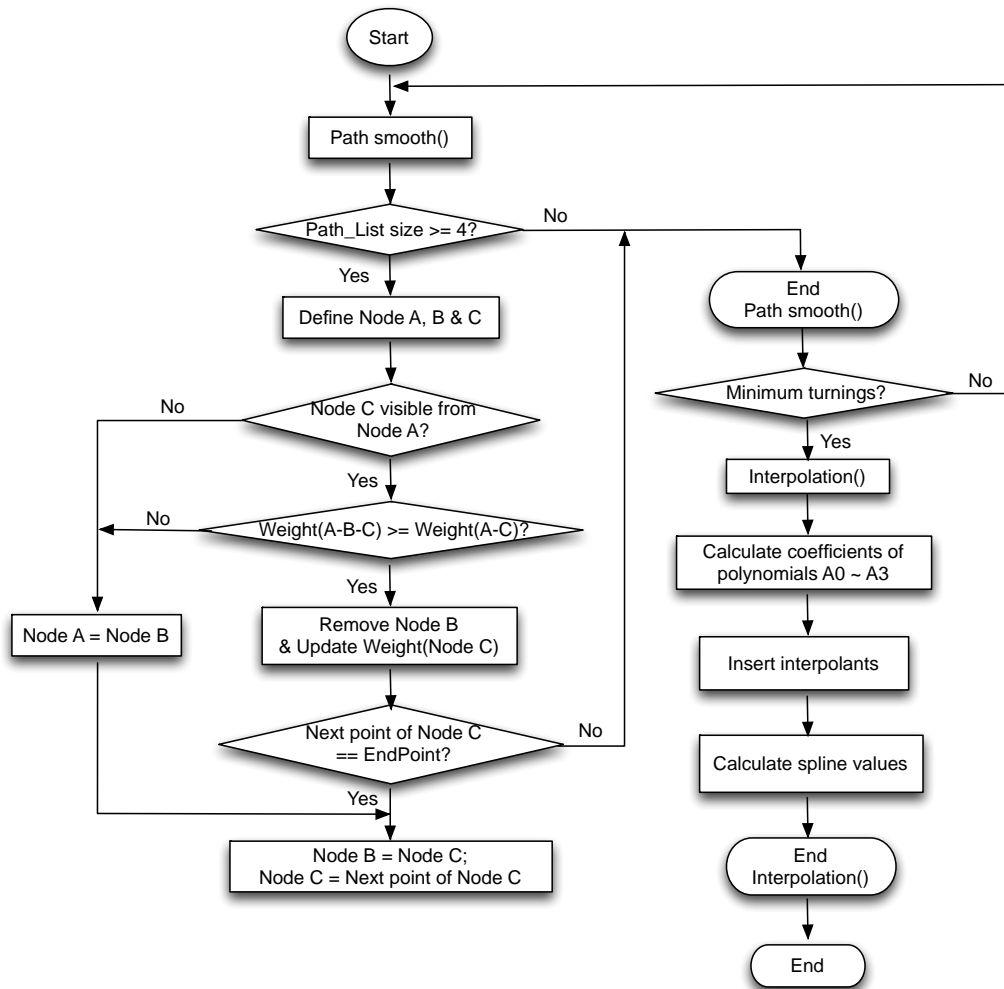 Start
Path smooth()
Path_List size >= 4?
No
Yes
Define Node A, B & C
Node C visible from
Node A?
No
Yes
Weight(A-B-C) >= Weight(A-C)?
No
Yes
Node A = Node B
Remove Node B
& Update Weight(Node C)
Next point of Node C
== EndPoint?
No
Yes
Node B = Node C;
Node C = Next point of Node C
End
Path smooth()
Minimum turnings?
No
Yes
Interpolation()
Calculate coefficients of
polynomials A0 ~ A3
Insert interpolants
Calculate spline values
End
Interpolation()
End